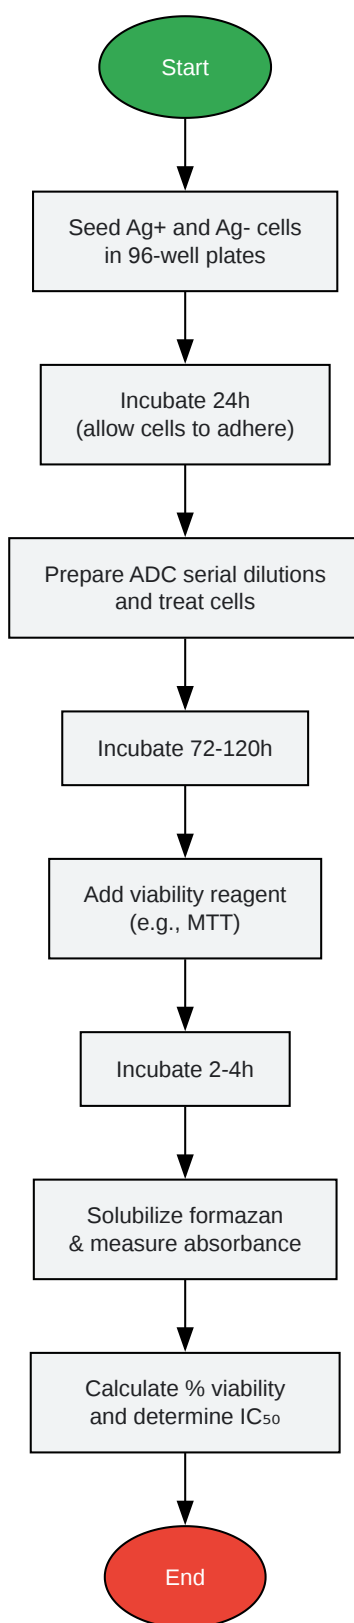 Start
Seed Ag+ and Ag- cells
in 96-well plates
Incubate 24h
(allow cells to adhere)
Prepare ADC serial dilutions
and treat cells
Incubate 72-120h
Add viability reagent
(e.g., MTT)
Incubate 2-4h
Solubilize formazan
& measure absorbance
Calculate % viability
and determine IC₅₀
End